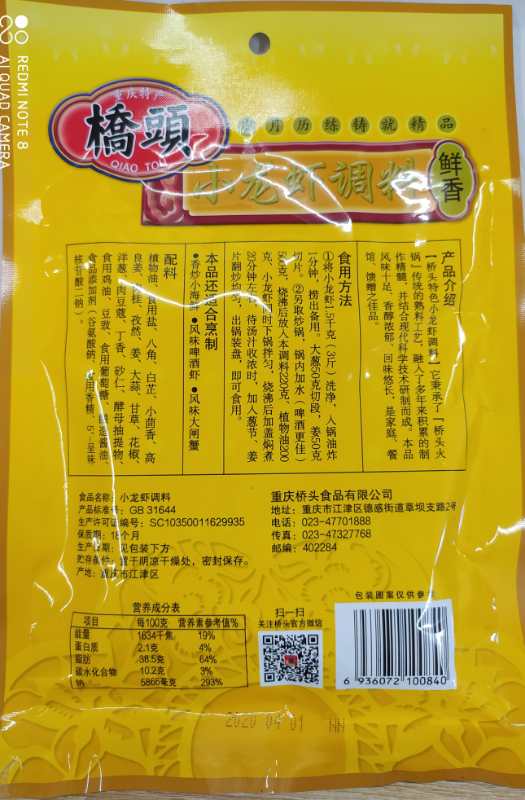 REDMI NOTE 8
AI QUAD CAMERA
重庆特产
橋頭
QIAO TOU
岁月历练铸就精品
小龙虾调料
鲜香
产品介绍
「桥头特色小龙虾调料」它秉承了「桥头火
锅」传统的熟料工艺，融入了多年来积累的制
作精髓，并结合现代科学技术研制而成。本品
风味十足，香醇浓郁、回味悠长，是家庭、餐
馆、馈赠之佳品。
食用方法
①将小龙虾1.5千克（3斤）洗净，入锅油炸
1分钟，捞出备用。大葱50克切段，姜50克
切片。②另取炒锅，锅内加水（啤酒更佳）
500克，烧沸后放入本调料220克、植物油200
克、小龙虾同时下锅拌匀，烧沸后加盖焖煮
20分钟左右，待汤汁收浓时，加入葱节、姜
片翻炒均匀，出锅装盘，即可食用。
本品还适合烹制
●香炒小海鲜 ●风味啤酒虾 ●风味大闸蟹
配料
植物油、食用盐、八角、白芷、小茴香、高
良姜、肉桂、孜然、姜、大蒜、甘草、花椒、
洋葱、肉豆蔻、丁香、砂仁、酵母抽提物、
食用鸡油、豆豉、食用葡萄糖、酿造酱油、
食品添加剂（谷氨酸钠、食用香精、5'-呈味
核苷酸二钠）。
食品名称：小龙虾调料
产品标准号：GB 31644
生产许可证编号：SC10350011629935
保质期：18个月
生产日期：见包装下方
贮存条件：置于阴凉干燥处，密封保存。
产地：重庆市江津区
重庆桥头食品有限公司
地址：重庆市江津区德感街道草坝支路2号
电话：023-47701888
传真：023-47327768
邮编：402284
营养成分表
项目 每100克 营养素参考值%
能量 1634千焦 19%
蛋白质 2.1克 4%
脂肪 38.5克 64%
碳水化合物 10.2克 3%
钠 5866毫克 293%
扫一扫
关注桥头官方微信
包装图案仅供参考
6 936072 100840
2020 04 01